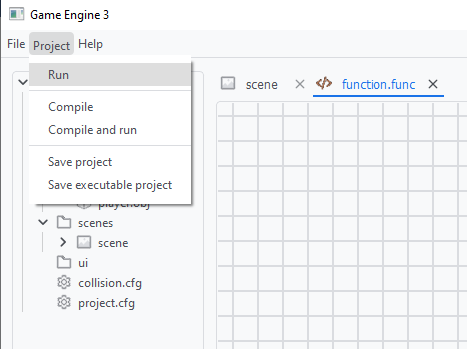 Game Engine 3
File Project Help
Run
Compile
Compile and run
Save project
Save executable project
scene function.func
player.obj
scenes
scene
ui
collision.cfg
project.cfg